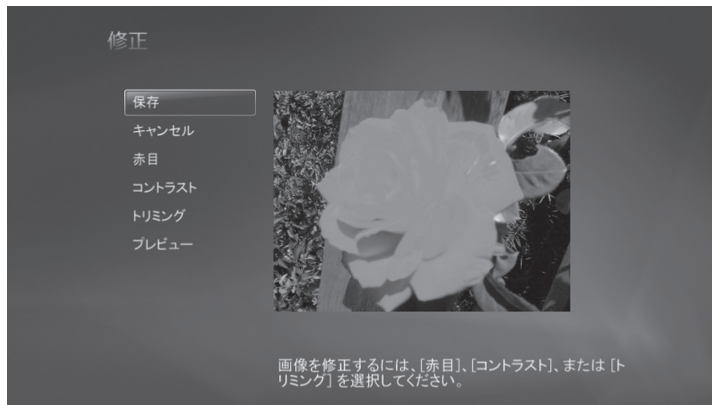 修正
保存
キャンセル
赤目
コントラスト
トリミング
プレビュー
画像を修正するには、[赤目]、[コントラスト]、または [ト
リミング] を選択してください。